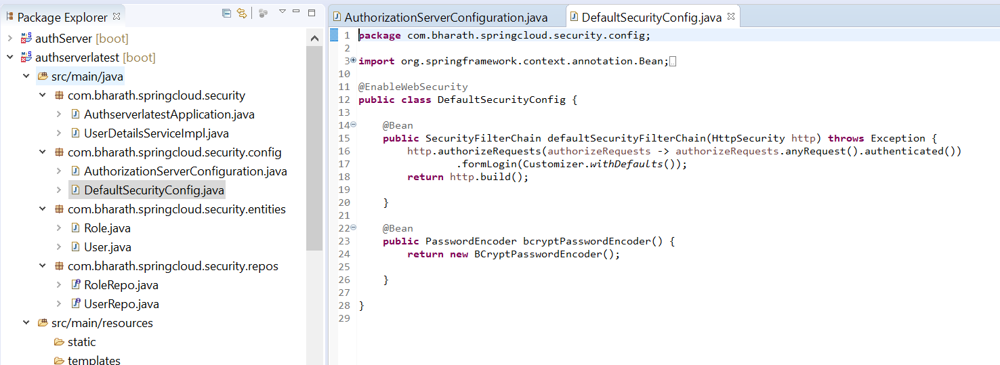 Package Explorer
authServer [boot]
authserverlatest [boot]
src/main/java
com.bharath.springcloud.security
AuthserverlatestApplication.java
UserDetailsServiceImpl.java
com.bharath.springcloud.security.config
AuthorizationServerConfiguration.java
DefaultSecurityConfig.java
com.bharath.springcloud.security.entities
Role.java
User.java
com.bharath.springcloud.security.repos
RoleRepo.java
UserRepo.java
src/main/resources
static
templates
AuthorizationServerConfiguration.java
DefaultSecurityConfig.java
1 package com.bharath.springcloud.security.config;
2
3 import org.springframework.context.annotation.Bean;
10
11 @EnableWebSecurity
12 public class DefaultSecurityConfig {
13
14 @Bean
15 public SecurityFilterChain defaultSecurityFilterChain(HttpSecurity http) throws Exception {
16 http.authorizeRequests(authorizeRequests -> authorizeRequests.anyRequest().authenticated())
17 .formLogin(Customizer.withDefaults());
18 return http.build();
19
20 }
21
22 @Bean
23 public PasswordEncoder bcryptPasswordEncoder() {
24 return new BCryptPasswordEncoder();
25
26 }
27
28 }
29